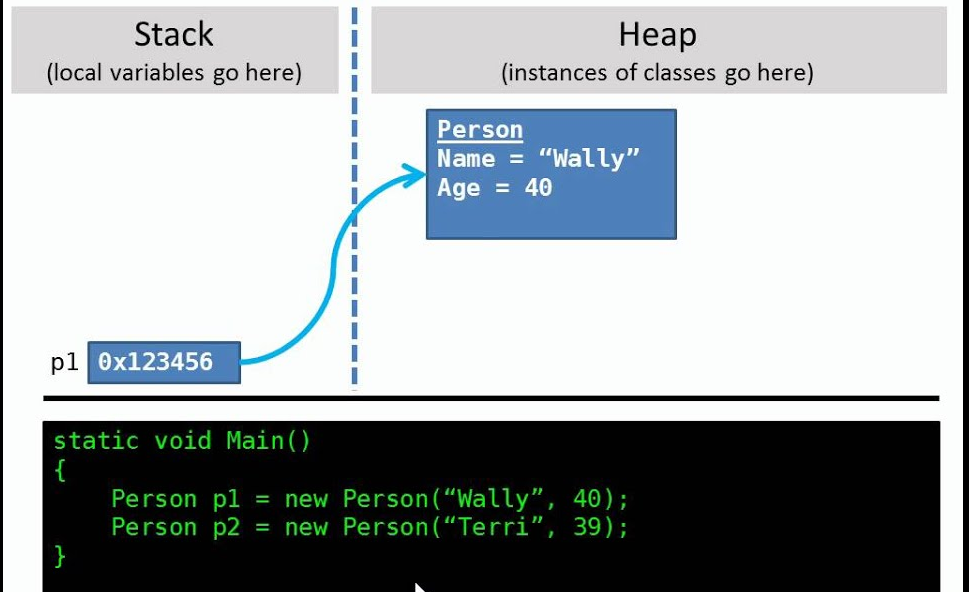 Stack
(local variables go here)
Heap
(instances of classes go here)
Person
Name = “Wally”
Age = 40
p1 0x123456
static void Main()
{
    Person p1 = new Person(“Wally”, 40);
    Person p2 = new Person(“Terri”, 39);
}